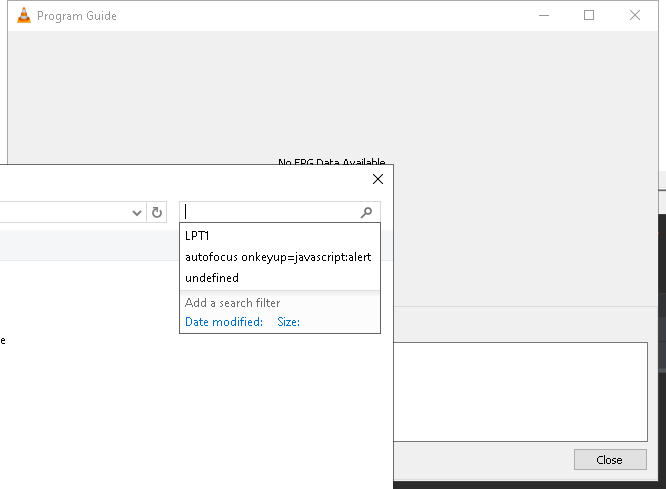 Program Guide
No EPG Data Available
LPT1
autofocus onkeyup=javascript:alert
undefined
Add a search filter
Date modified: Size:
e
Close